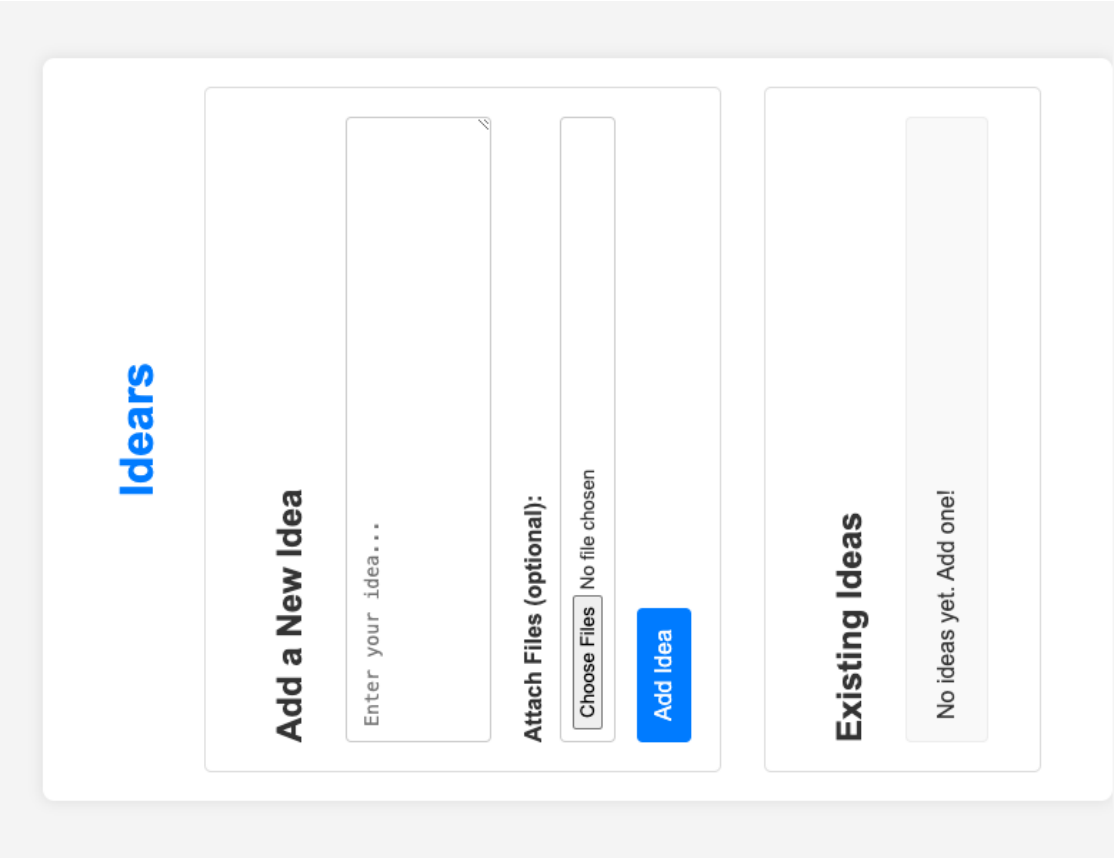 Idears
Add a New Idea
Enter your idea...
Attach Files (optional):
Choose Files No file chosen
Add Idea
Existing Ideas
No ideas yet. Add one!